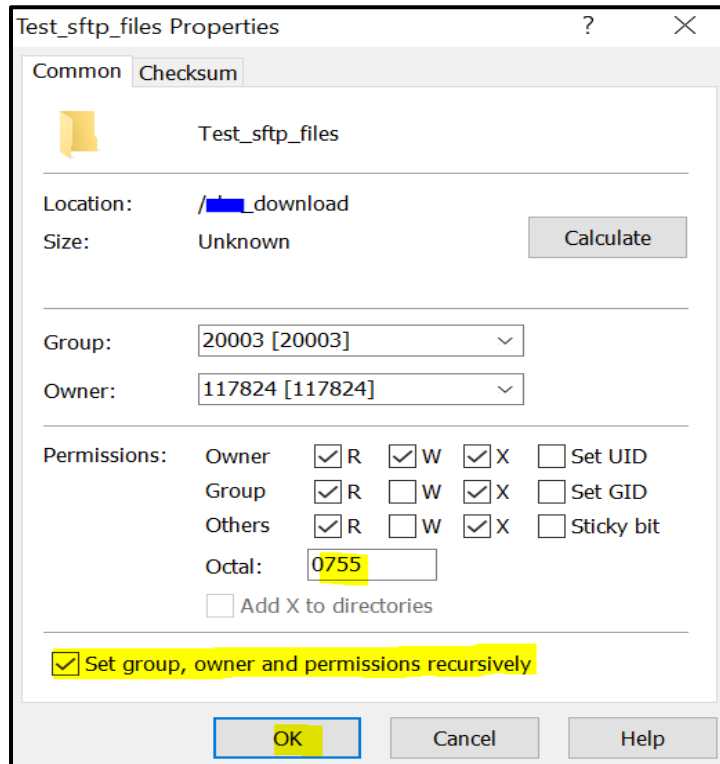 Test_sftp_files Properties ?
Common Checksum
Test_sftp_files
Location: / _download
Size: Unknown Calculate
Group: 20003 [20003]
Owner: 117824 [117824]
Permissions: Owner R W X Set UID
Group R W X Set GID
Others R W X Sticky bit
Octal: 0755
Add X to directories
Set group, owner and permissions recursively
OK Cancel Help